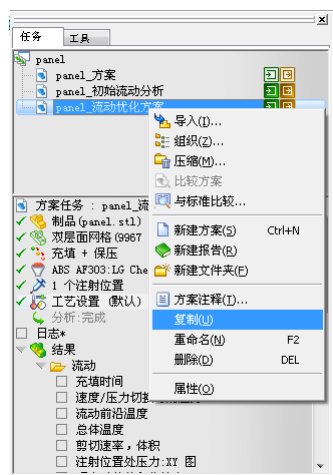 任务 工具
panel
panel_方案
panel_初始流动分析
panel_流动优化方案
导入(I)...
组织(Z)...
压缩(M)...
比较方案
与标准比较...
新建方案(S) Ctrl+N
新建报告(R)
新建文件夹(F)
方案注释(I)...
复制(U)
重命名(N) F2
删除(D) DEL
属性(O)
方案任务 : panel_流
制品(panel.stl)
双层面网格(9967
充填 + 保压
ABS AF303:LG Che
1 个注射位置
工艺设置 (默认)
分析:完成
日志*
结果
流动
充填时间
速度/压力切换
流动前沿温度
总体温度
剪切速率，体积
注射位置处压力:XY 图